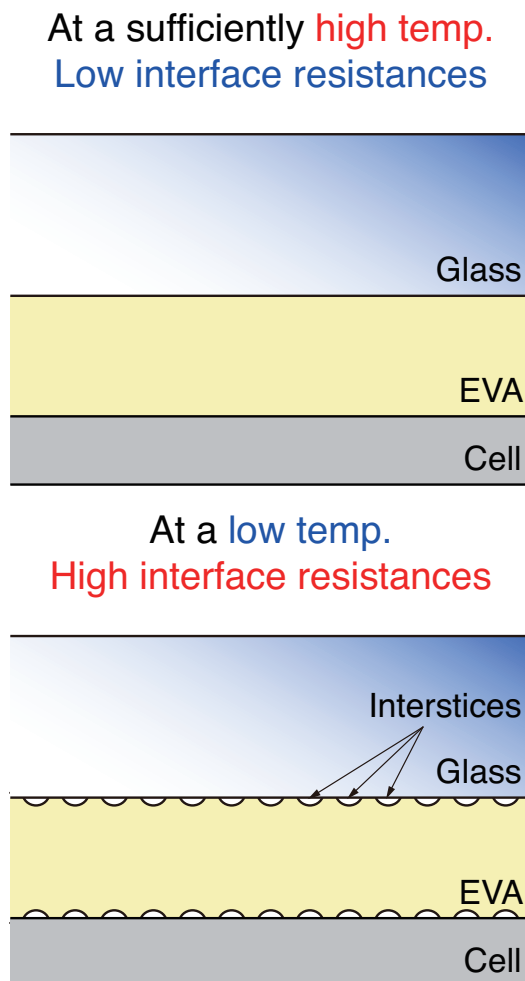 At a sufficiently high temp.
Low interface resistances
Glass
EVA
Cell
At a low temp.
High interface resistances
Interstices
Glass
EVA
Cell